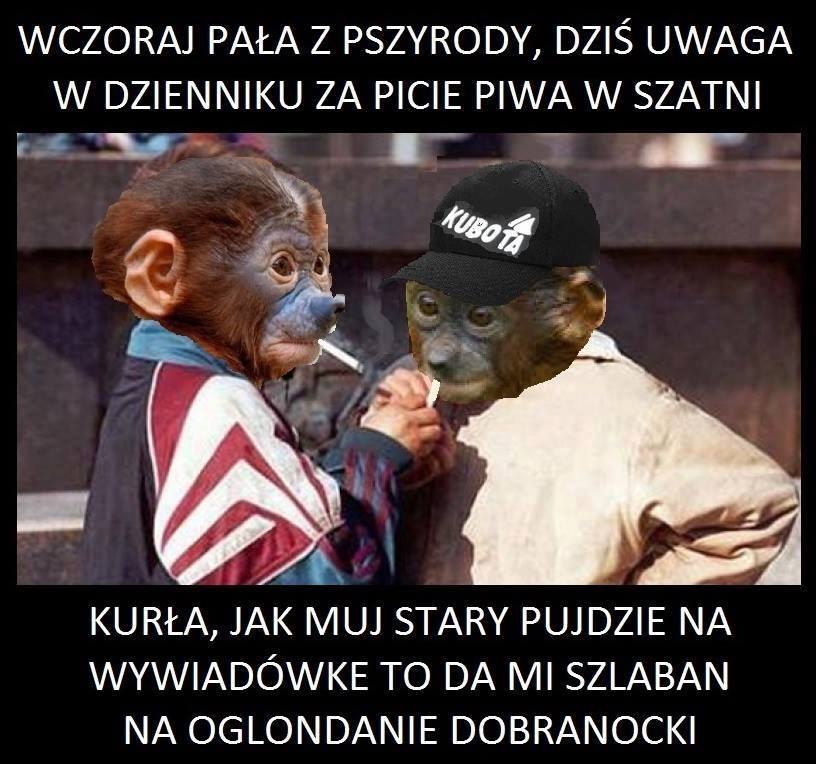 WCZORAJ PAŁA Z PSZYRODY, DZIŚ UWAGA
W DZIENNIKU ZA PICIE PIWA W SZATNI
KUBOTA
KURŁA, JAK MUJ STARY PUJDZIE NA
WYWIADÓWKE TO DA MI SZLABAN
NA OGLONDANIE DOBRANOCKI